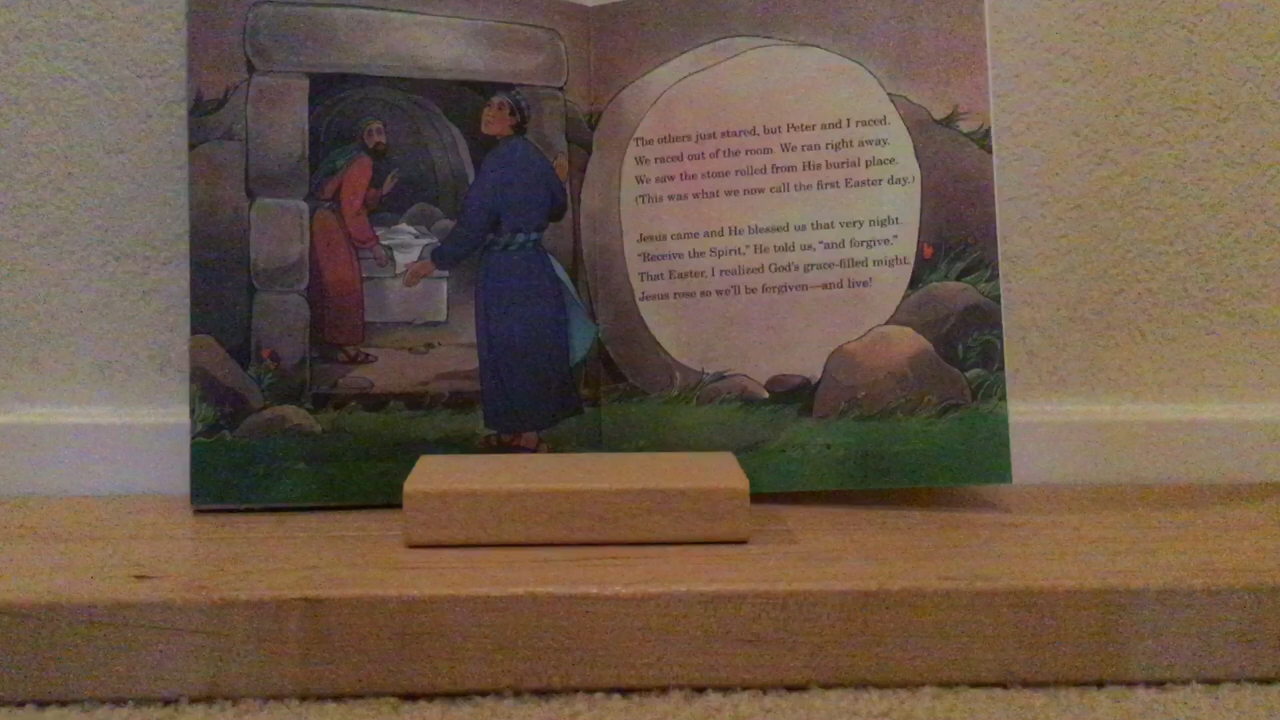 The others just stared, but Peter and I raced.
We raced out of the room. We ran right away.
We saw the stone rolled from His burial place.
(This was what we now call the first Easter day.)
Jesus came and He blessed us that very night.
"Receive the Spirit," He told us, "and forgive."
That Easter, I realized God's grace-filled might,
Jesus rose so we'll be forgiven—and live!